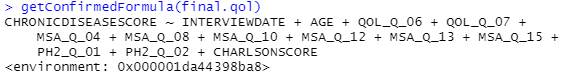 > getConfirmedFormula(final.qol)
CHRONICDISEASESCORE ~ INTERVIEWDATE + AGE + QOL_Q_06 + QOL_Q_07 +
MSA_Q_04 + MSA_Q_08 + MSA_Q_10 + MSA_Q_12 + MSA_Q_13 + MSA_Q_15 +
PH2_Q_01 + PH2_Q_02 + CHARLSONSCORE
<environment: 0x000001da44398ba8>